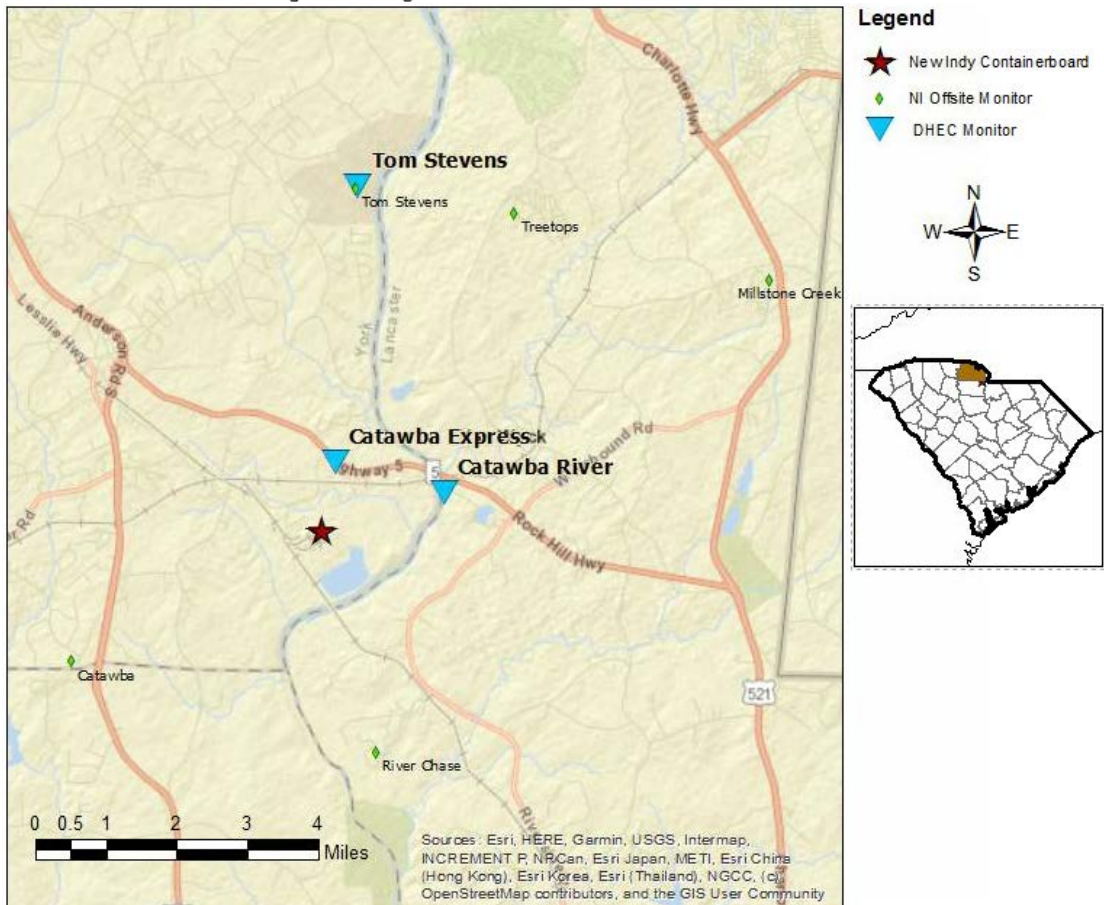 Legend
New Indy Containerboard
NI Offsite Monitor
DHEC Monitor
N
W E
S
Charlotte Hwy
Tom Stevens
Tom Stevens
Treetops
Millstone Creek
Lesslie Hwy
Anderson Rd S
York
Lancaster
Catawba Express
Highway 5
5
Catawba River
Rock Hill Hwy
Catawba
521
River Chase
0 0.5 1 2 3 4
Miles
Sources: Esri, HERE, Garmin, USGS, Intermap,
INCREMENT P, NRCan, Esri Japan, METI, Esri China
(Hong Kong), Esri Korea, Esri (Thailand), NGCC, (c)
OpenStreetMap contributors, and the GIS User Community